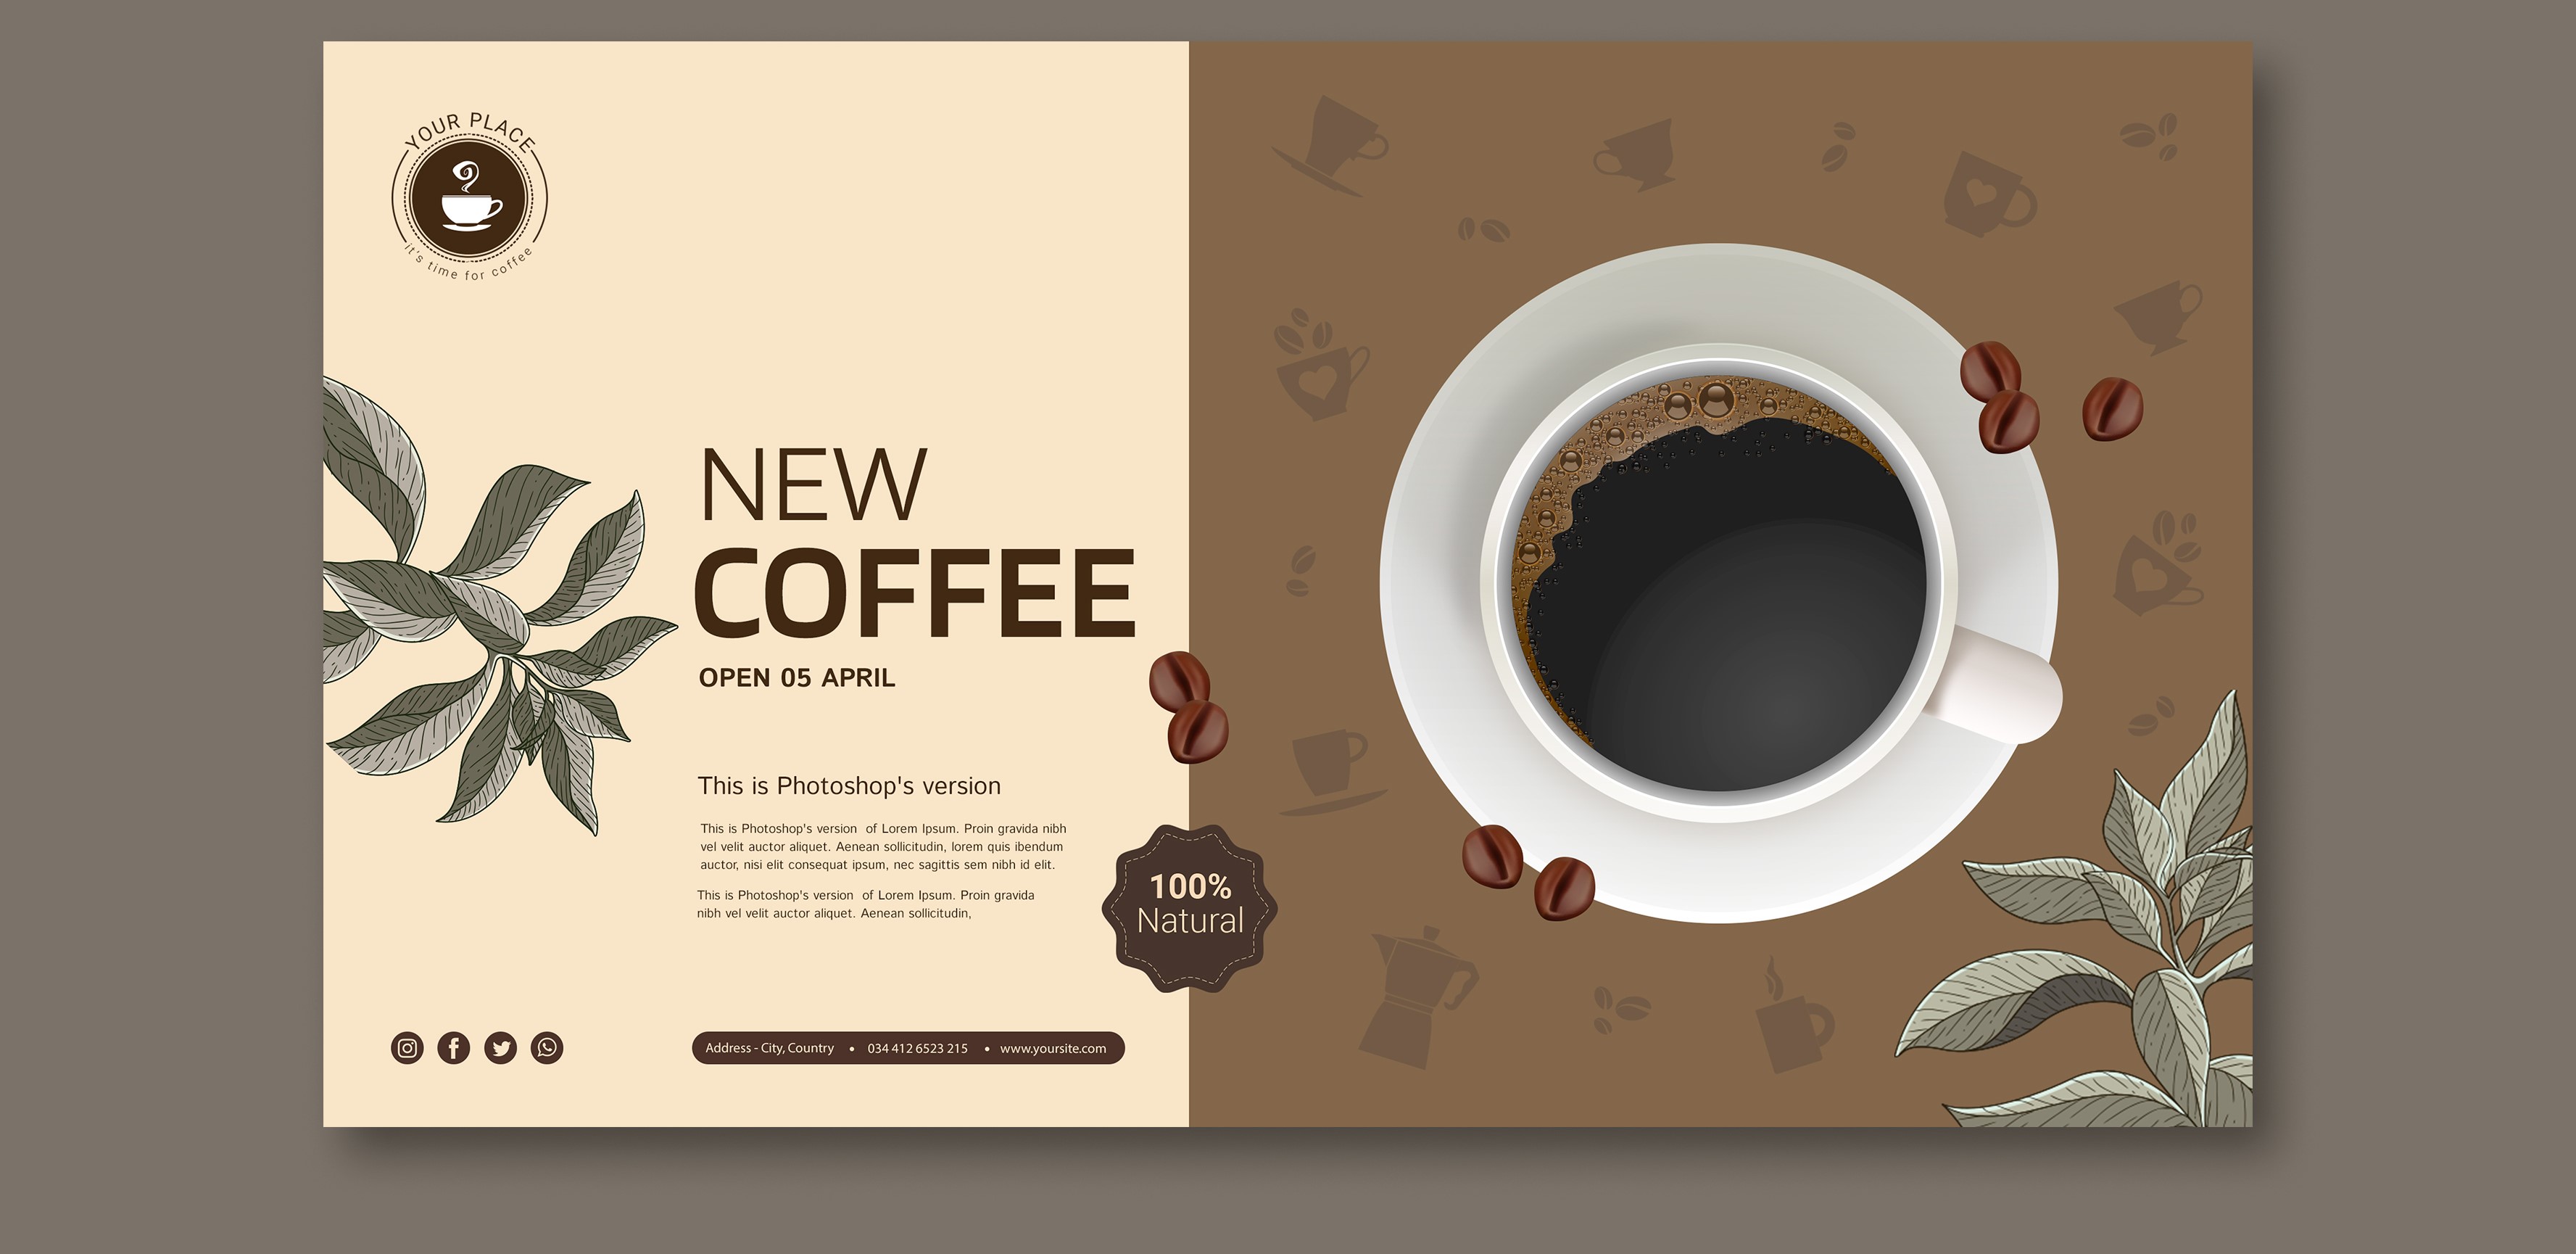 YOUR PLACE
it's time for coffee
NEW
COFFEE
OPEN 05 APRIL
This is Photoshop's version
This is Photoshop's version  of Lorem Ipsum. Proin gravida nibh
vel velit auctor aliquet. Aenean sollicitudin, lorem quis ibendum
auctor, nisi elit consequat ipsum, nec sagittis sem nibh id elit.
This is Photoshop's version  of Lorem Ipsum. Proin gravida
nibh vel velit auctor aliquet. Aenean sollicitudin,
100%
Natural
Address - City, Country • 034 412 6523 215 • www.yoursite.com